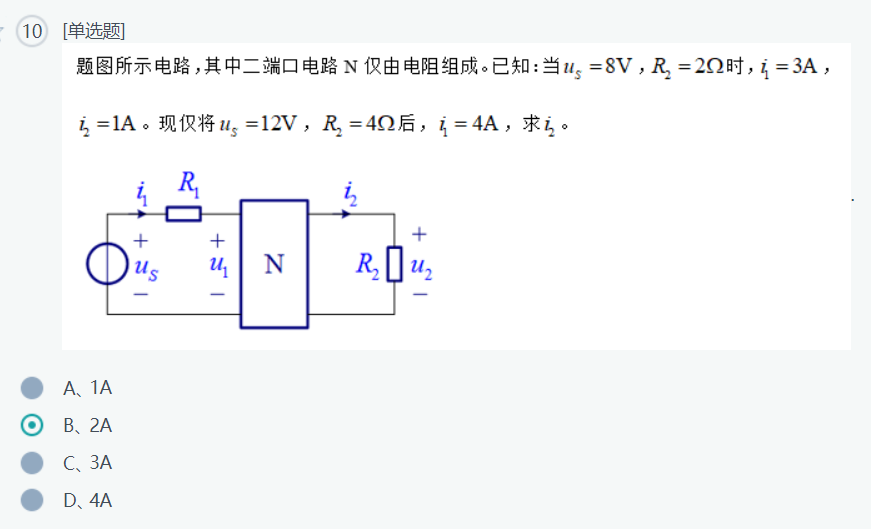 10 [单选题]
题图所示电路,其中二端口电路 N 仅由电阻组成。已知:当 u_s =8V , R_2 =2Ω时, i_1 =3A ,
i_2 =1A 。现仅将 u_s =12V , R_2 =4Ω后, i_1 =4A , 求 i_2 。
i_1 R_1 i_2
+ + +
u_S u_1 N R_2 u_2
− − −
A、1A
B、2A
C、3A
D、4A